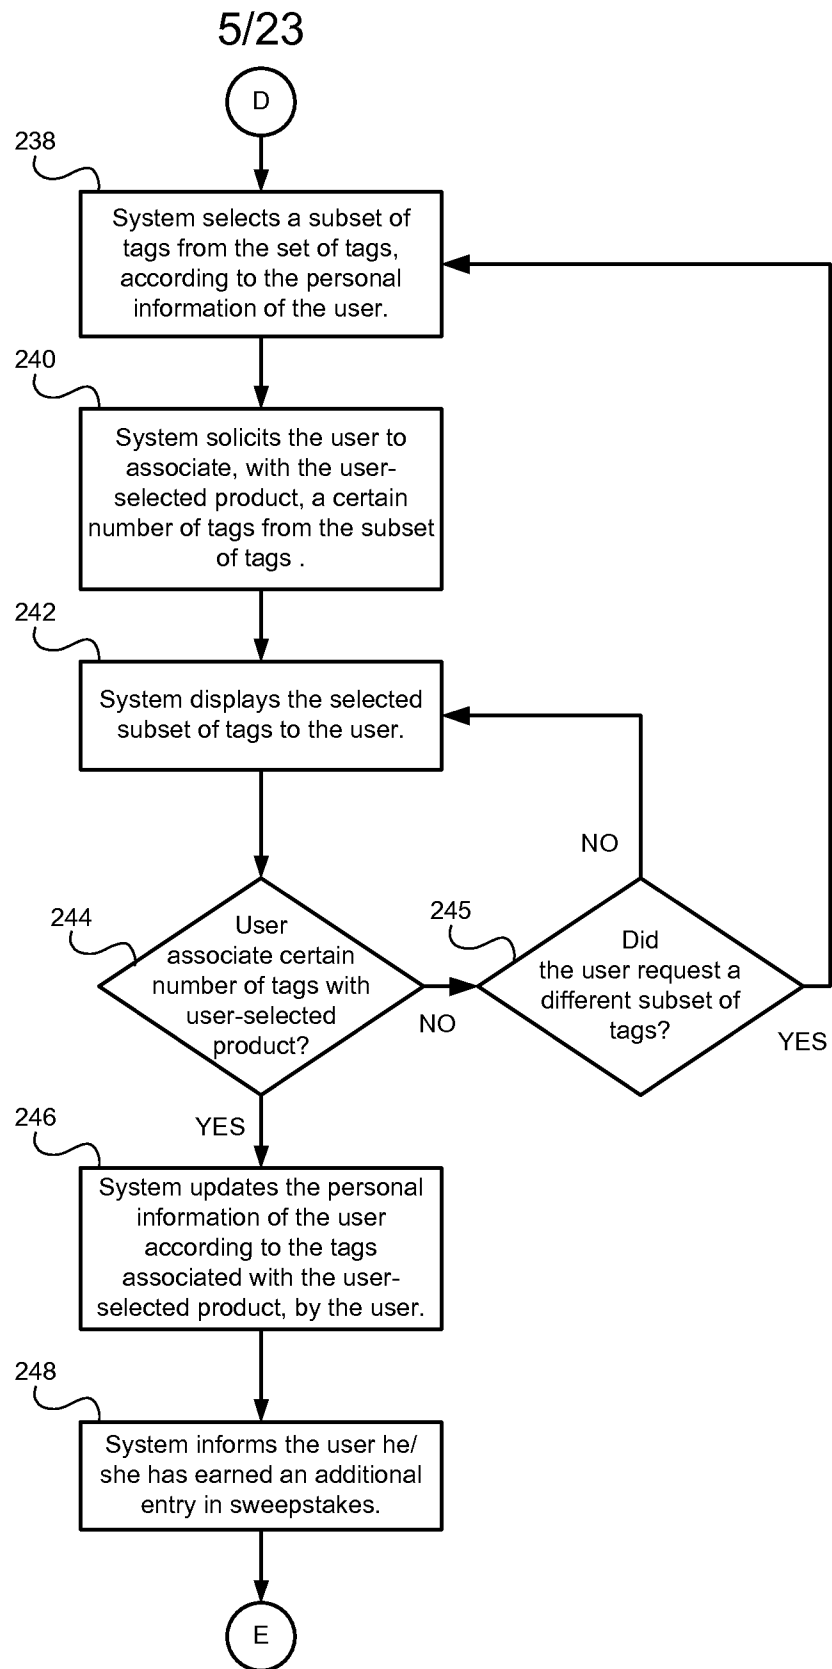 5/23
D
238
System selects a subset of
tags from the set of tags,
according to the personal
information of the user.
240
System solicits the user to
associate, with the user-
selected product, a certain
number of tags from the subset
of tags .
242
System displays the selected
subset of tags to the user.
NO
244
User
associate certain
number of tags with
user-selected
product?
NO
245
Did
the user request a
different subset of
tags?
YES
YES
246
System updates the personal
information of the user
according to the tags
associated with the user-
selected product, by the user.
248
System informs the user he/
she has earned an additional
entry in sweepstakes.
E